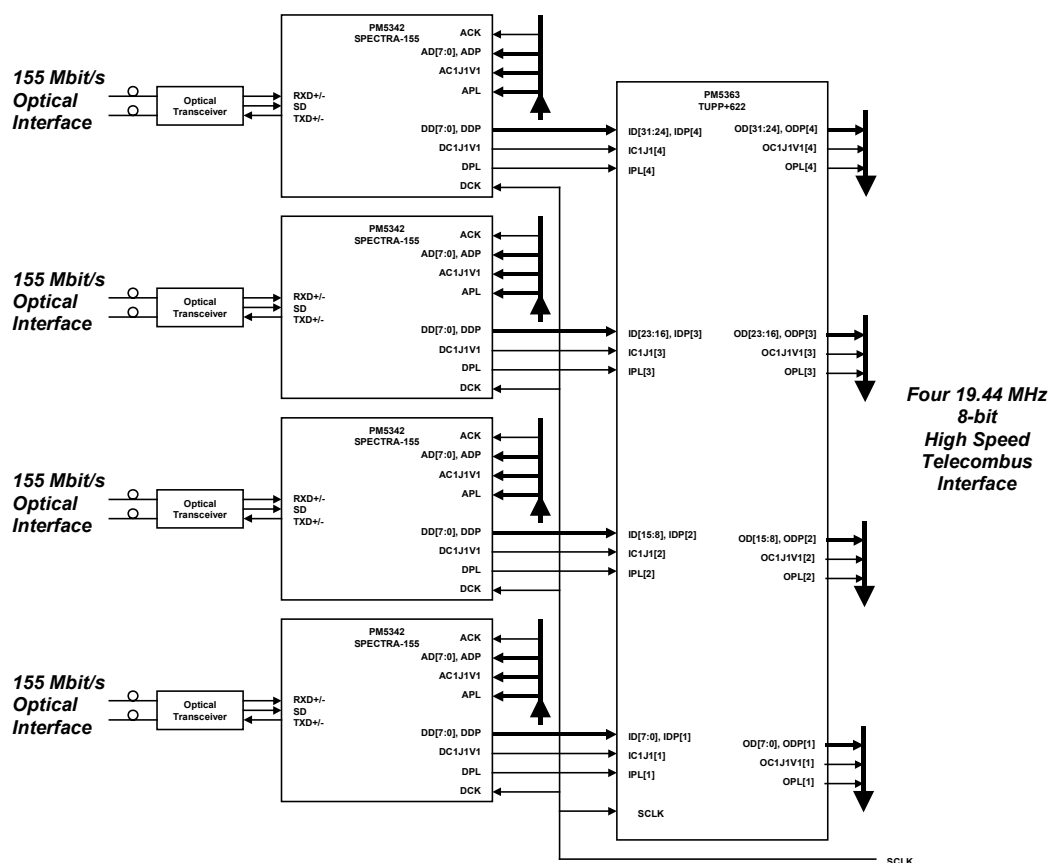 155 Mbit/s
Optical
Interface
Optical
Transceiver
PM5342
SPECTRA-155
RXD+/-
SD
TXD+/-
ACK
AD[7:0], ADP
AC1J1V1
APL
DD[7:0], DDP
DC1J1V1
DPL
DCK
155 Mbit/s
Optical
Interface
Optical
Transceiver
PM5342
SPECTRA-155
RXD+/-
SD
TXD+/-
ACK
AD[7:0], ADP
AC1J1V1
APL
DD[7:0], DDP
DC1J1V1
DPL
DCK
155 Mbit/s
Optical
Interface
Optical
Transceiver
PM5342
SPECTRA-155
RXD+/-
SD
TXD+/-
ACK
AD[7:0], ADP
AC1J1V1
APL
DD[7:0], DDP
DC1J1V1
DPL
DCK
155 Mbit/s
Optical
Interface
Optical
Transceiver
PM5342
SPECTRA-155
RXD+/-
SD
TXD+/-
ACK
AD[7:0], ADP
AC1J1V1
APL
DD[7:0], DDP
DC1J1V1
DPL
DCK
PM5363
TUPP+622
ID[31:24], IDP[4]
IC1J1[4]
IPL[4]
OD[31:24], ODP[4]
OC1J1V1[4]
OPL[4]
ID[23:16], IDP[3]
IC1J1[3]
IPL[3]
OD[23:16], ODP[3]
OC1J1V1[3]
OPL[3]
ID[15:8], IDP[2]
IC1J1[2]
IPL[2]
OD[15:8], ODP[2]
OC1J1V1[2]
OPL[2]
ID[7:0], IDP[1]
IC1J1[1]
IPL[1]
OD[7:0], ODP[1]
OC1J1V1[1]
OPL[1]
SCLK
Four 19.44 MHz
8-bit
High Speed
Telecombus
Interface
SCLK